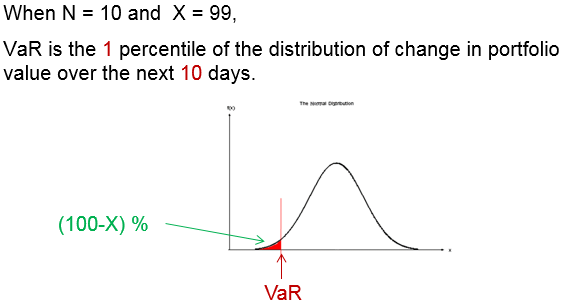 When N = 10 and X = 99,
VaR is the 1 percentile of the distribution of change in portfolio
value over the next 10 days.
The Normal Distribution
f(x)
(100-X) %
x
VaR